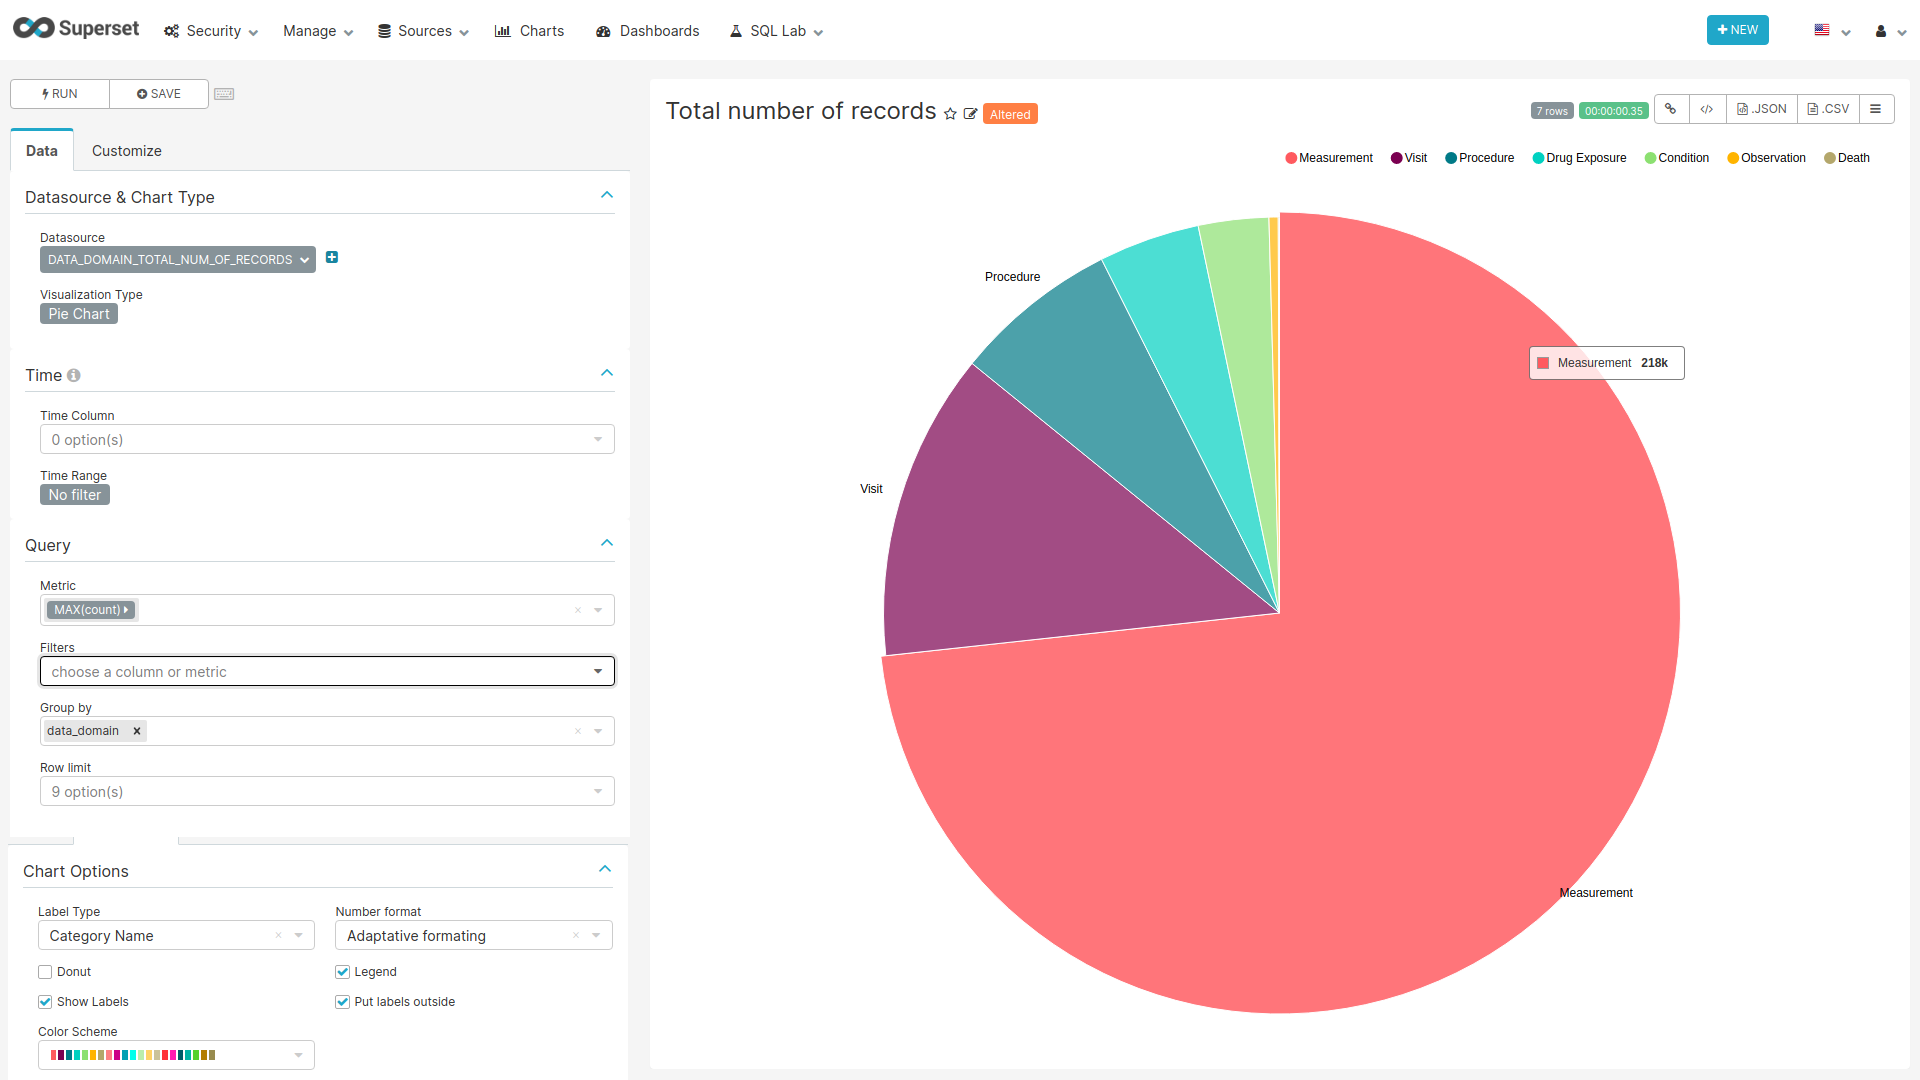 Superset Security Manage Sources Charts Dashboards SQL Lab NEW
RUN SAVE
Data Customize
Datasource & Chart Type
Datasource
DATA_DOMAIN_TOTAL_NUM_OF_RECORDS
Visualization Type
Pie Chart
Time
Time Column
0 option(s)
Time Range
No filter
Query
Metric
MAX(count)
Filters
choose a column or metric
Group by
data_domain
Row limit
9 option(s)
Chart Options
Label Type Number format
Category Name Adaptative formating
Donut Legend
Show Labels Put labels outside
Color Scheme
Total number of records Altered
7 rows 00:00:00.35 </> .JSON .CSV
Measurement Visit Procedure Drug Exposure Condition Observation Death
Procedure
Measurement 218k
Visit
Measurement